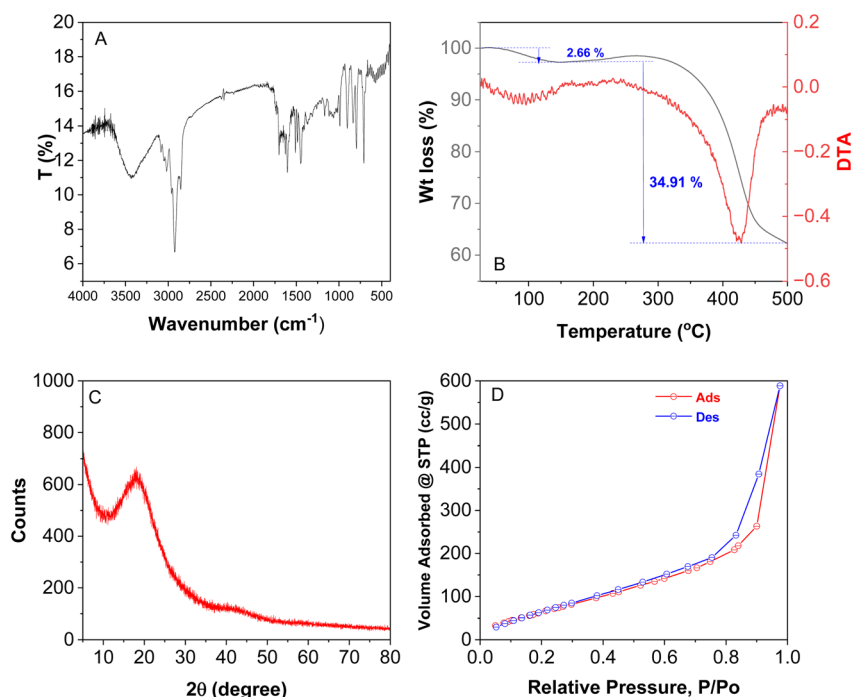 A
T (%)
20
18
16
14
12
10
8
6
4000 3500 3000 2500 2000 1500 1000 500
Wavenumber (cm⁻¹)
B
Wt loss (%)
100
90
80
70
60
2.66 %
34.91 %
0.2
0.0
−0.2
−0.4
−0.6
DTA
100 200 300 400 500
Temperature (°C)
C
Counts
1000
800
600
400
200
0
10 20 30 40 50 60 70 80
2θ (degree)
D
Volume Adsorbed @ STP (cc/g)
600
500
400
300
200
100
0
Ads
Des
0.0 0.2 0.4 0.6 0.8 1.0
Relative Pressure, P/Po